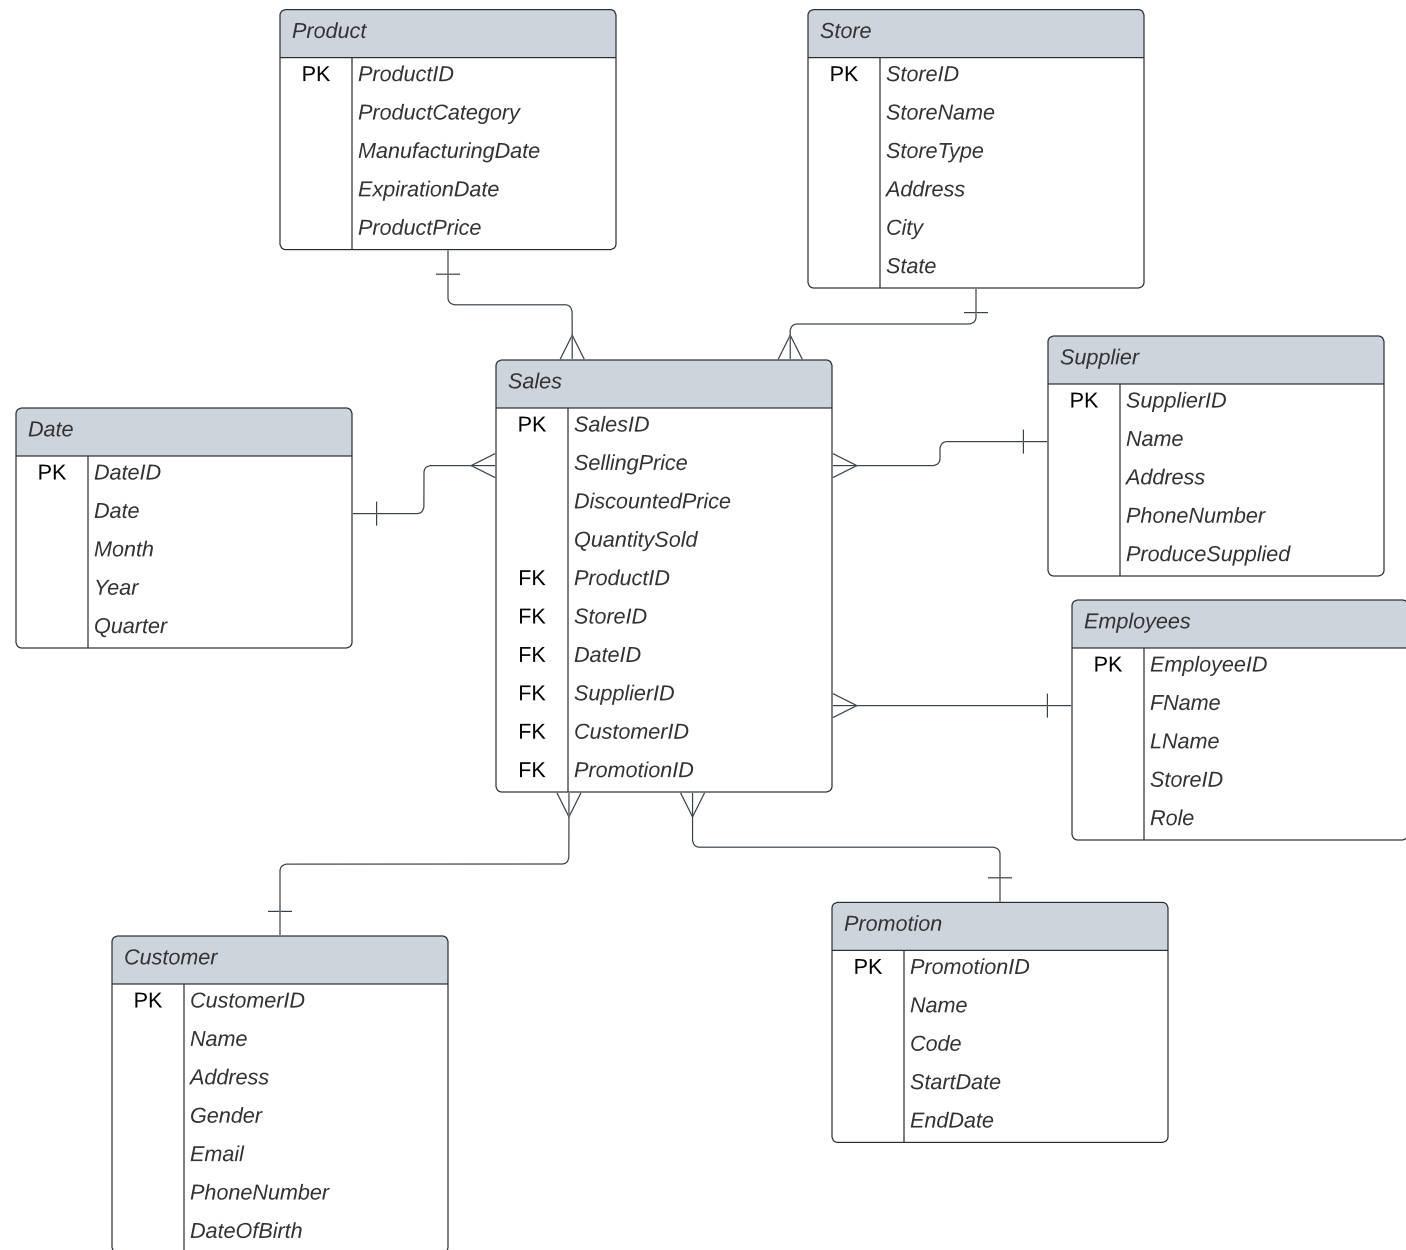 Product
PK ProductID
ProductCategory
ManufacturingDate
ExpirationDate
ProductPrice
Store
PK StoreID
StoreName
StoreType
Address
City
State
Supplier
PK SupplierID
Name
Address
PhoneNumber
ProduceSupplied
Sales
PK SalesID
SellingPrice
DiscountedPrice
QuantitySold
FK ProductID
FK StoreID
FK DateID
FK SupplierID
FK CustomerID
FK PromotionID
Date
PK DateID
Date
Month
Year
Quarter
Employees
PK EmployeeID
FName
LName
StoreID
Role
Customer
PK CustomerID
Name
Address
Gender
Email
PhoneNumber
DateOfBirth
Promotion
PK PromotionID
Name
Code
StartDate
EndDate